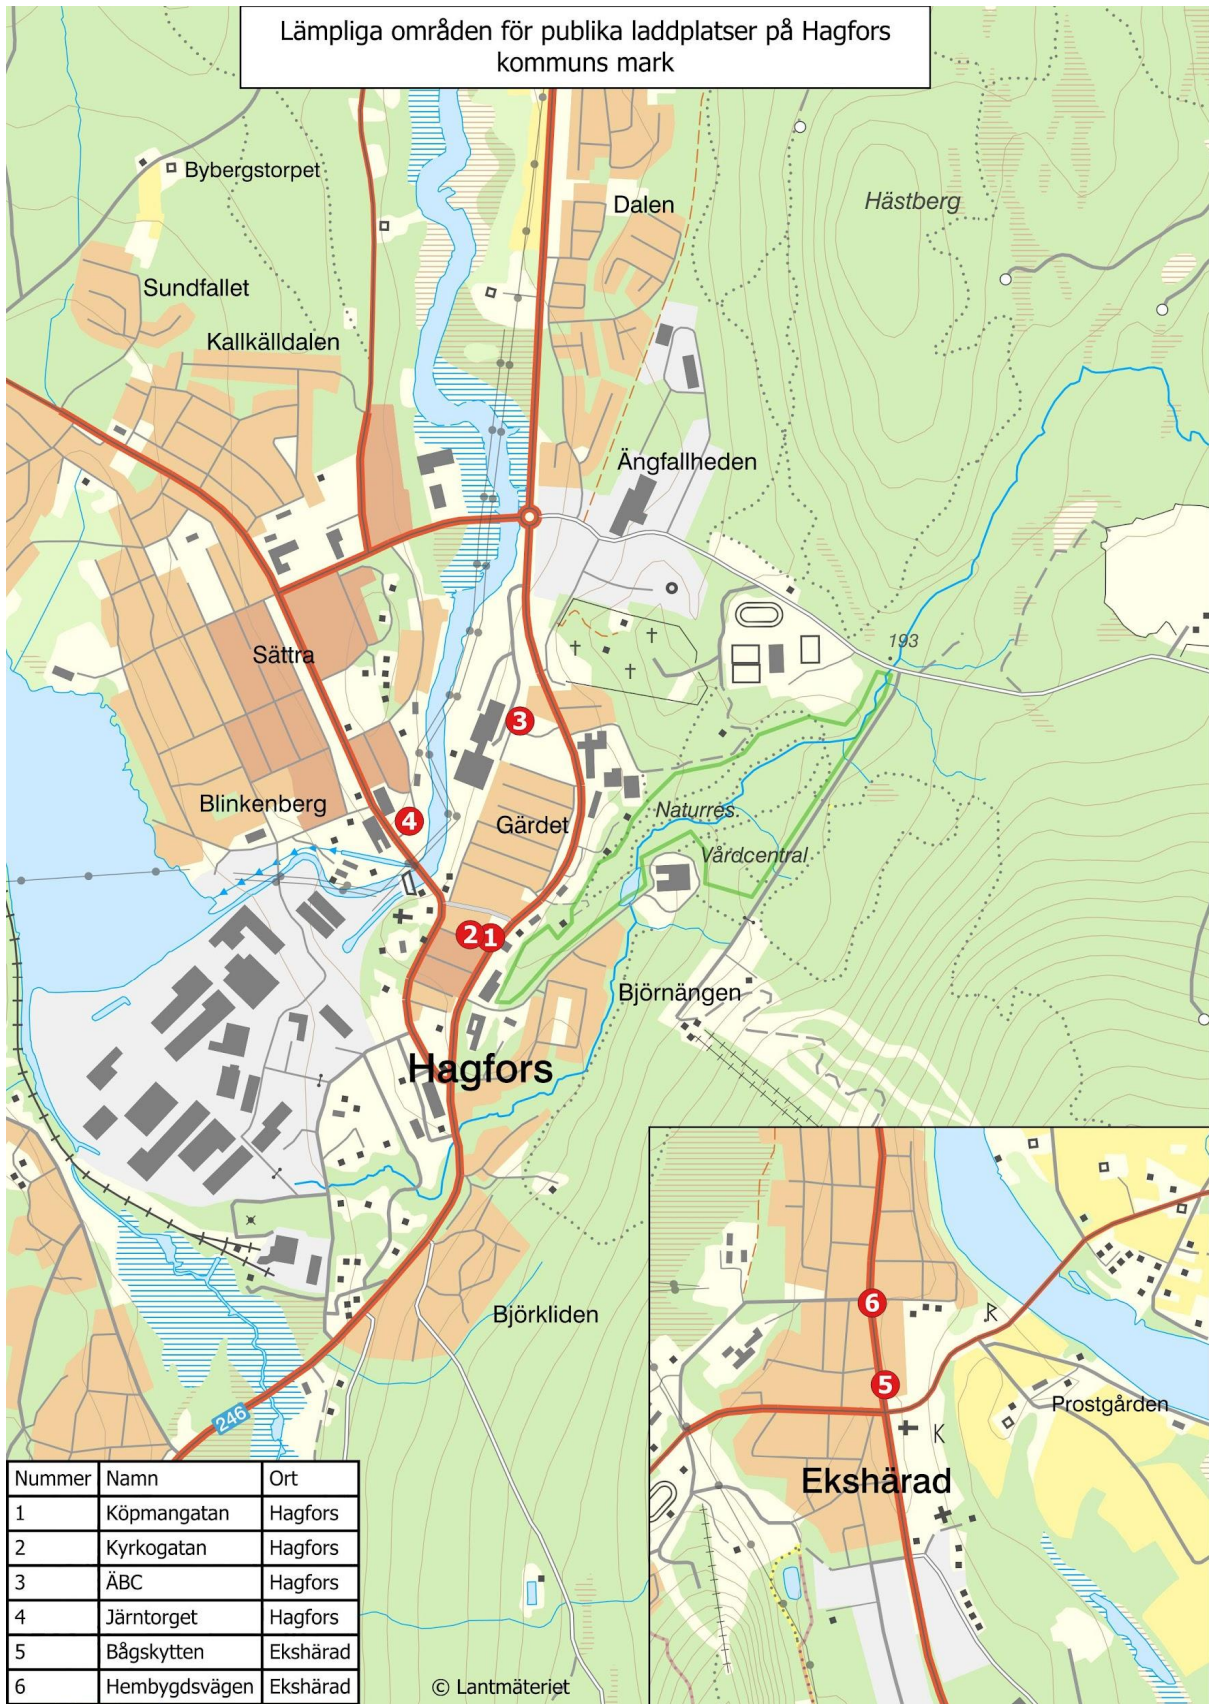 Lämpliga områden för publika laddplatser på Hagfors
kommuns mark
Bybergstorpet
Dalen
Hästberg
Sundfallet
Kallkälldalen
Ängfallheden
193
Sättra
3
Blinkenberg
4
Gärdet
Naturres.
Vårdcentral
2 1
Björnängen
Hagfors
Björkliden
246
6
R
5
Prostgården
K
Ekshärad
Nummer Namn Ort
1 Köpmangatan Hagfors
2 Kyrkogatan Hagfors
3 ÄBC Hagfors
4 Järntorget Hagfors
5 Bågskytten Ekshärad
6 Hembygdsvägen Ekshärad
© Lantmäteriet